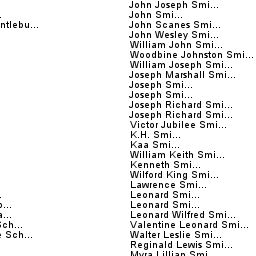 John Joseph Smi...
John Smi...
ntlebu... John Scanes Smi...
John Wesley Smi...
William John Smi...
Woodbine Johnston Smi...
William Joseph Smi...
Joseph Marshall Smi...
Joseph Smi...
Joseph Smi...
Joseph Richard Smi...
Joseph Richard Smi...
Victor Jubilee Smi...
K.H. Smi...
Kaa Smi...
William Keith Smi...
Kenneth Smi...
Wilford King Smi...
Lawrence Smi...
Leonard Smi...
Leonard Smi...
Leonard Wilfred Smi...
Sch... Valentine Leonard Smi...
e Sch... Walter Leslie Smi...
Reginald Lewis Smi...
Myra Lillian Smi...